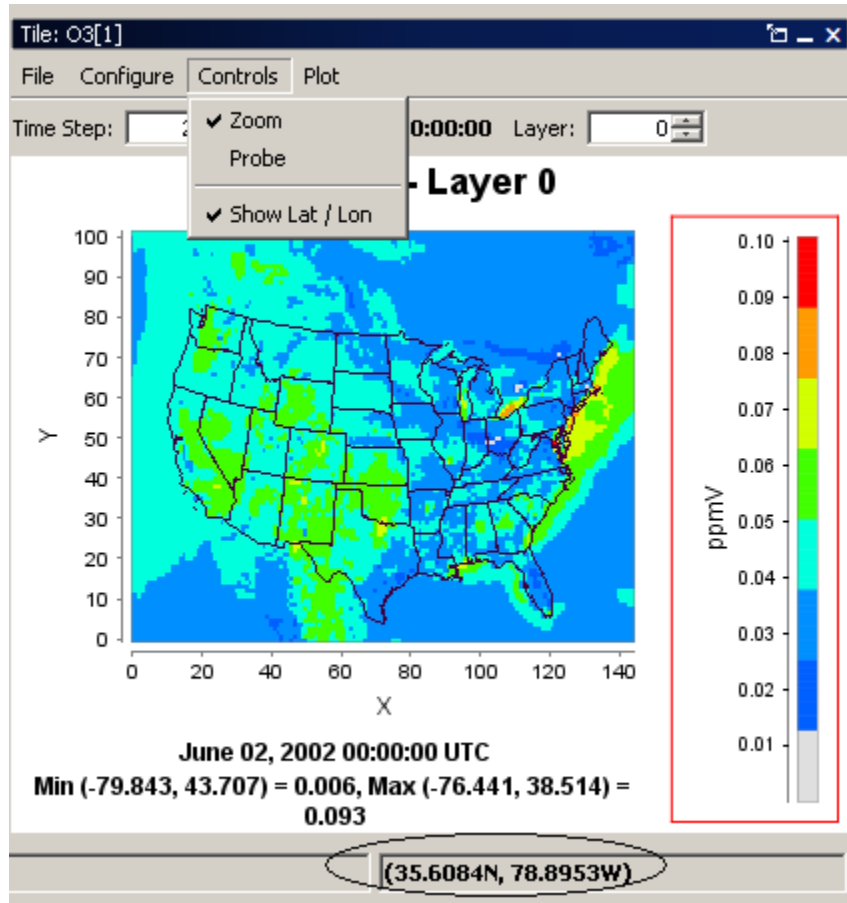 Tile: O3[1]
File Configure Controls Plot
Time Step: 0:00:00 Layer: 0
Zoom
Probe
Show Lat / Lon
- Layer 0
100
90
80
70
60
50
40
30
20
10
0
Y
0 20 40 60 80 100 120 140
X
0.10
0.09
0.08
0.07
0.06
0.05
0.04
0.03
0.02
0.01
ppmV
June 02, 2002 00:00:00 UTC
Min (-79.843, 43.707) = 0.006, Max (-76.441, 38.514) =
0.093
(35.6084N, 78.8953W)